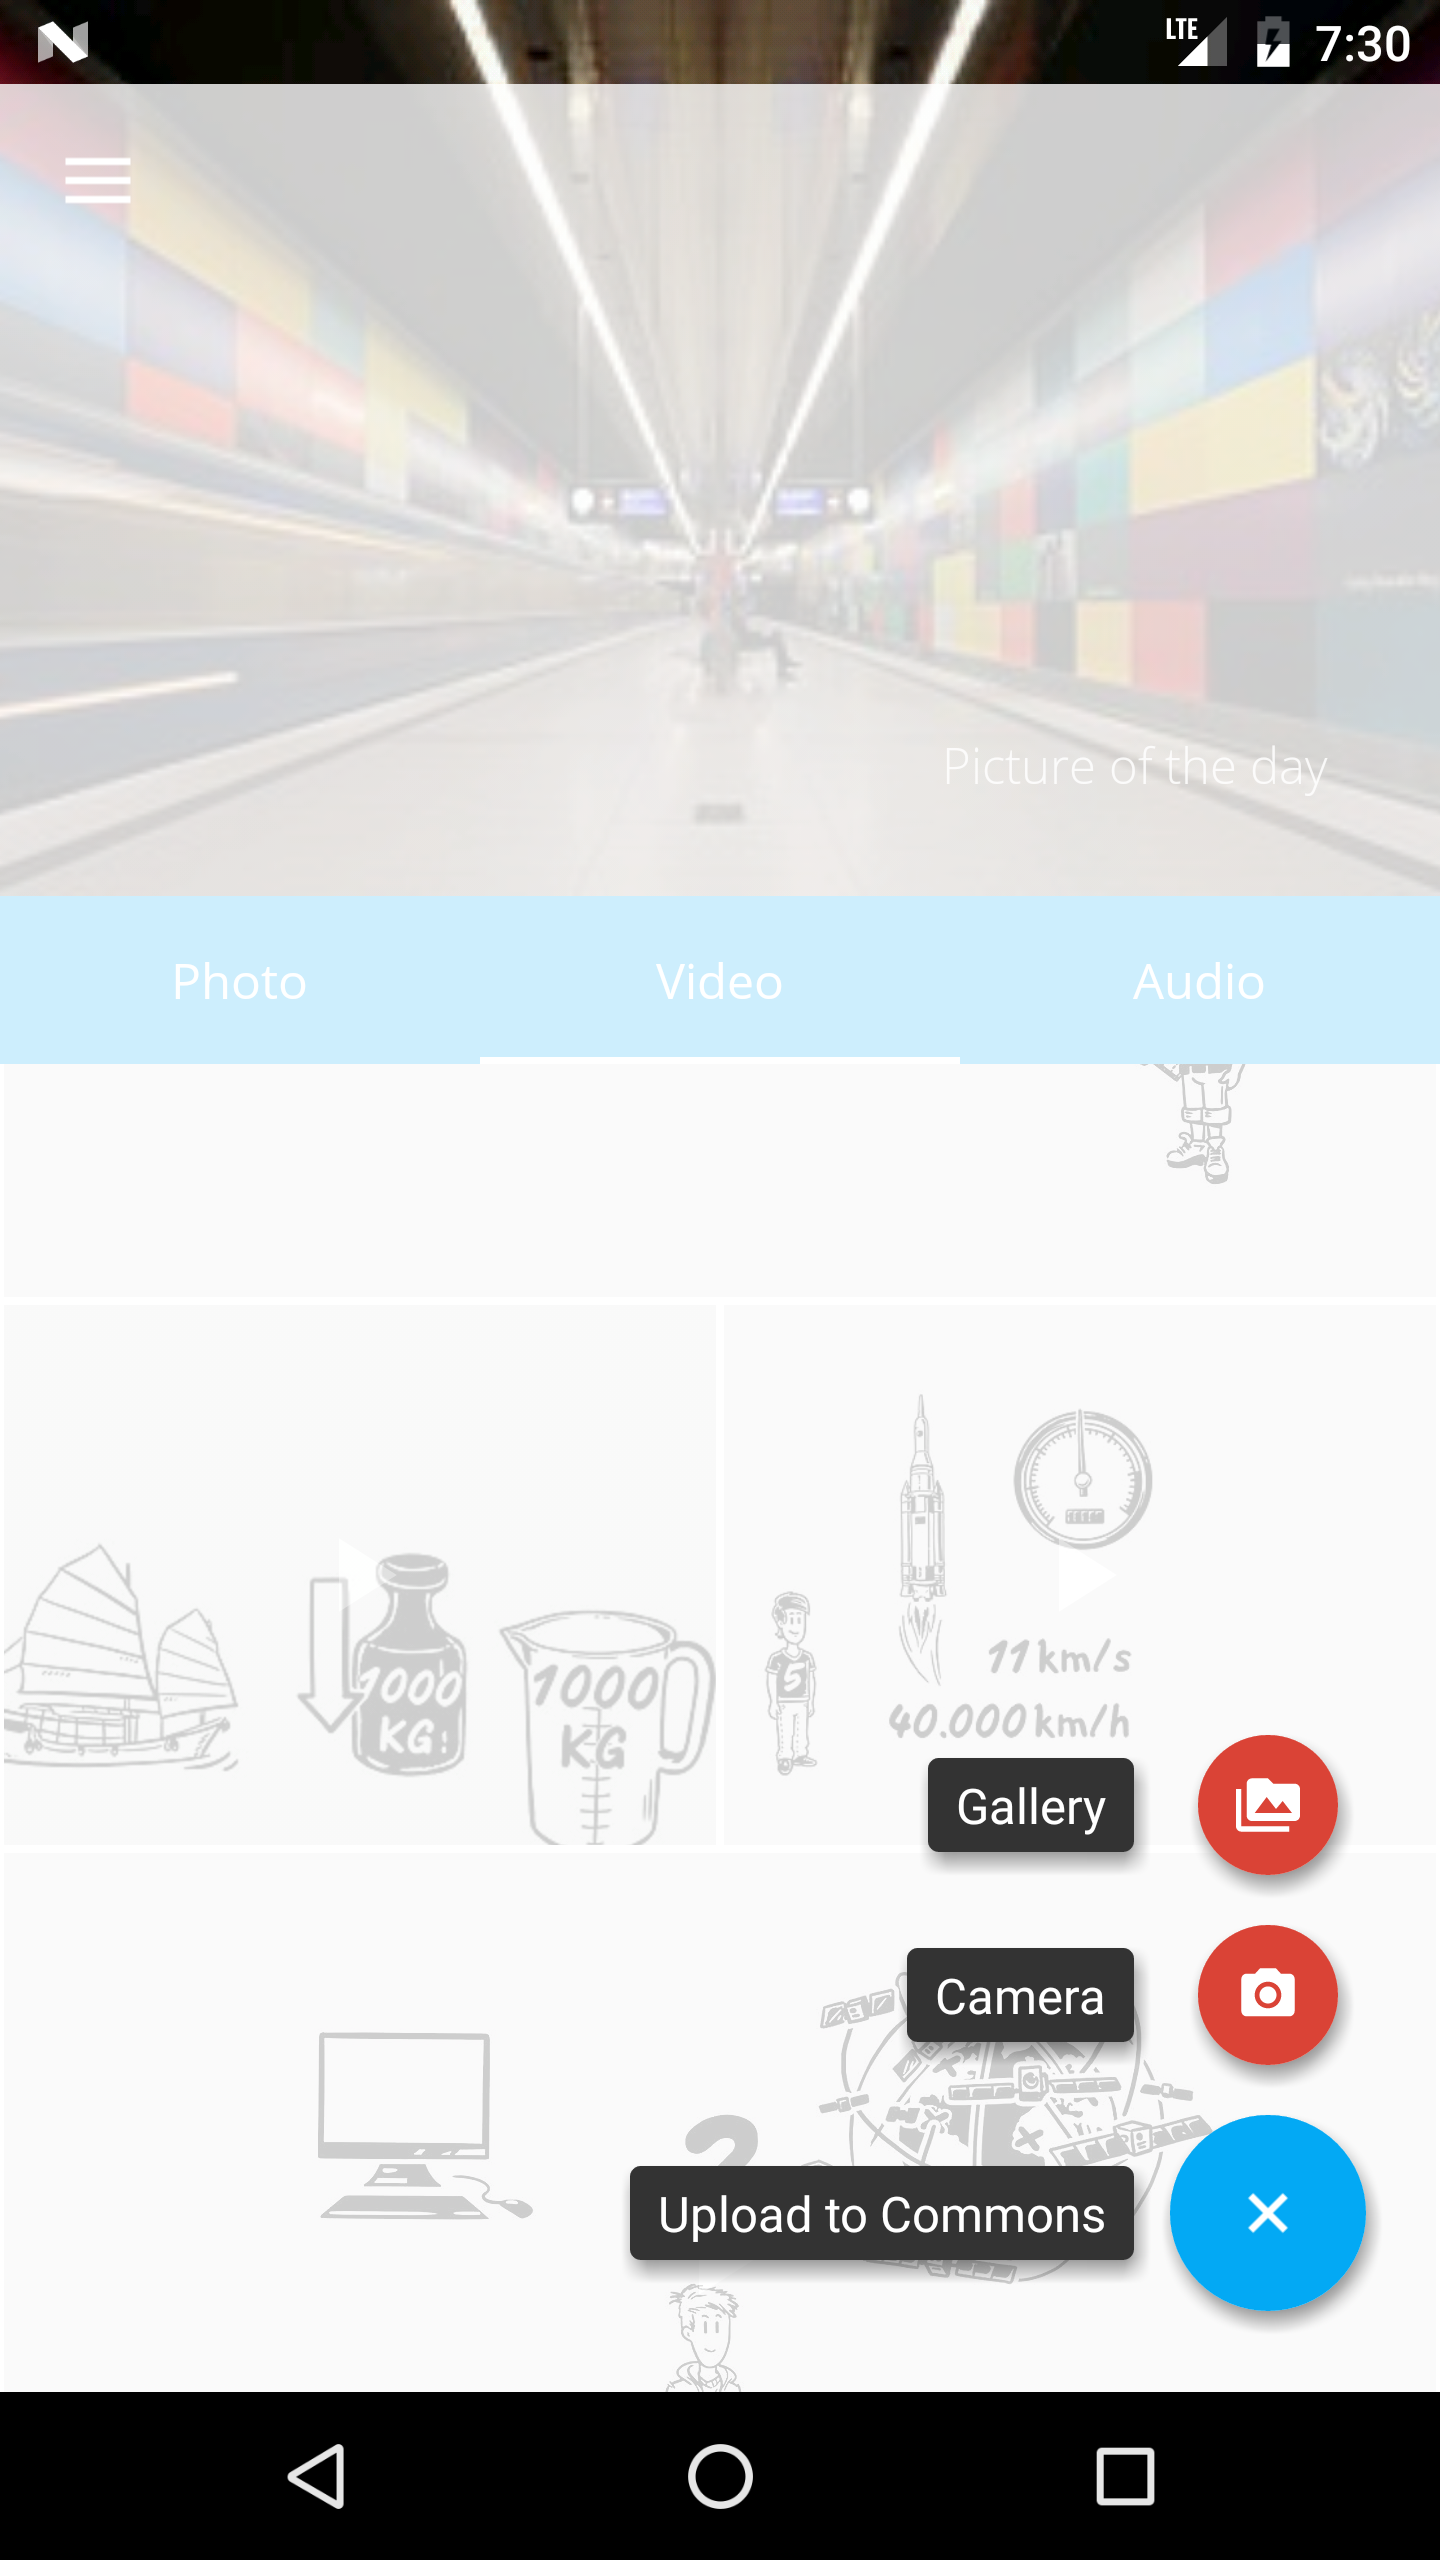 LTE 7:30
Picture of the day
Photo Video Audio
11 km/s
40.000 km/h
1000 KG
1000
KG
5
Gallery
Camera
2
Upload to Commons